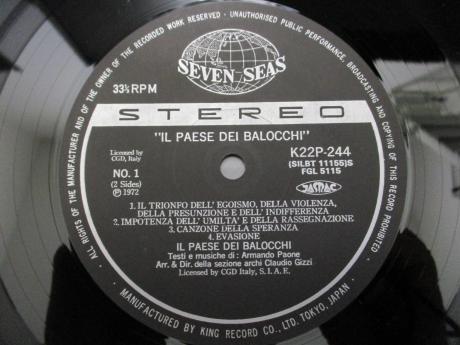 ALL RIGHTS OF THE MANUFACTURER AND OF THE OWNER OF THE RECORDED WORK RESERVED - UNAUTHORISED PUBLIC PERFORMANCE, BROADCASTING AND COPYING OF THIS RECORD PROHIBITED.
SEVEN SEAS
33⅓ RPM
STEREO
"IL PAESE DEI BALOCCHI"
Licensed by
CGD, Italy
K22P-244
(SILBT 11155)S
FGL 5115
NO. 1
(2 Sides)
℗ 1972
JASRAC
1. IL TRIONFO DELL' EGOISMO, DELLA VIOLENZA,
DELLA PRESUNZIONE E DELL' INDIFFERENZA
2. IMPOTENZA DELL' UMILTA' E DELLA RASSEGNAZIONE
3. CANZONE DELLA SPERANZA
4. EVASIONE
IL PAESE DEI BALOCCHI
Testi e musiche di : Armando Paone
Arr. & Dir. della sezione archi Claudio Gizzi
Licensed by CGD Italy, S.I.A.E.
MANUFACTURED BY KING RECORD CO., LTD. TOKYO, JAPAN